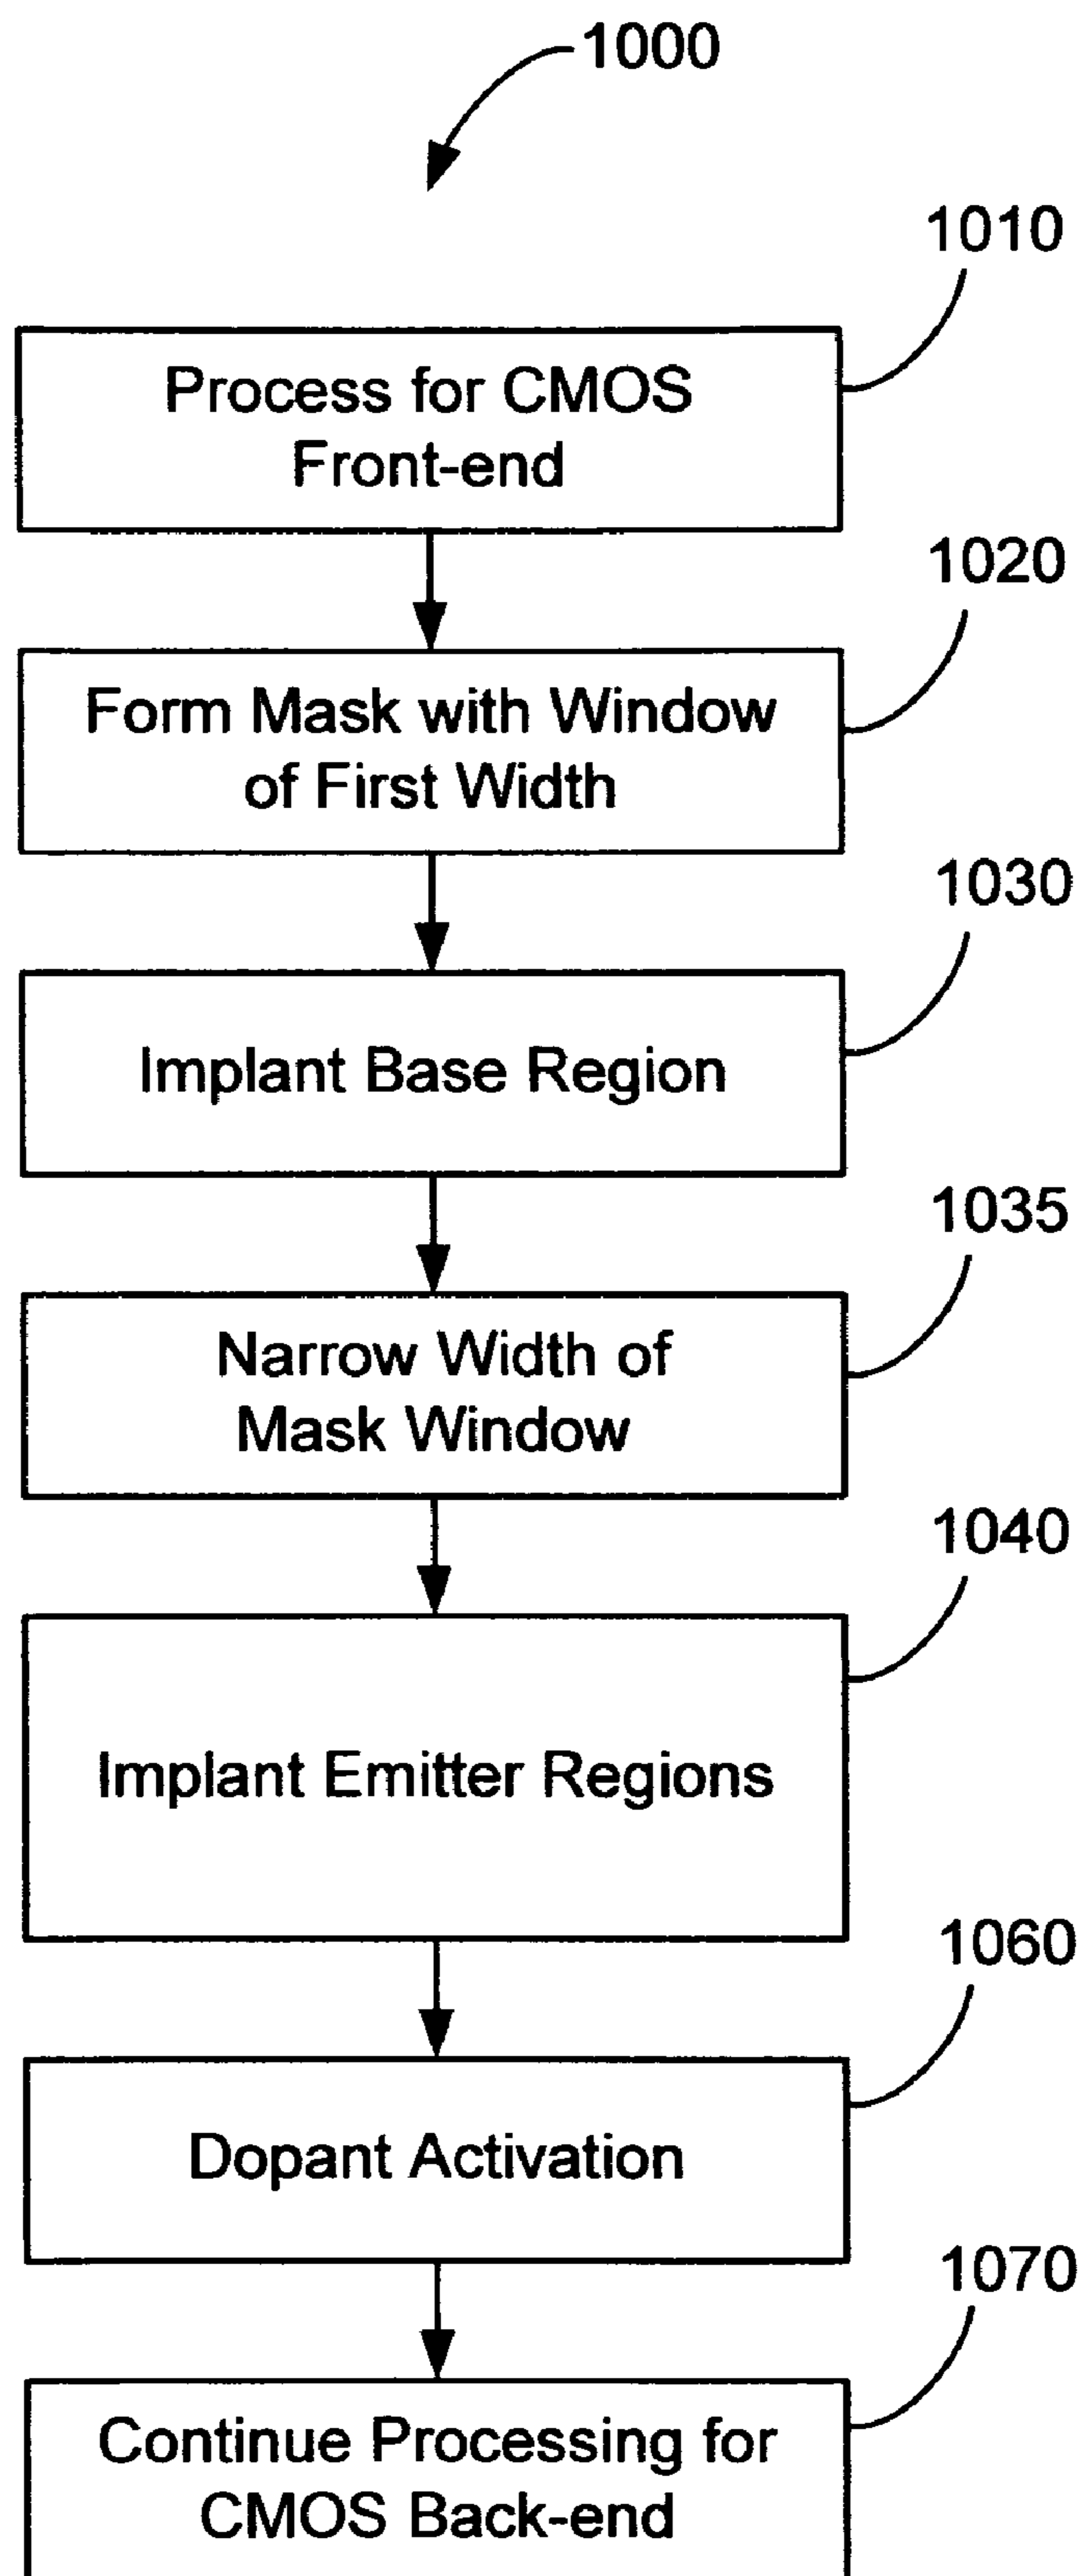 1000
1010
Process for CMOS
Front-end
1020
Form Mask with Window
of First Width
1030
Implant Base Region
1035
Narrow Width of
Mask Window
1040
Implant Emitter Regions
1060
Dopant Activation
1070
Continue Processing for
CMOS Back-end